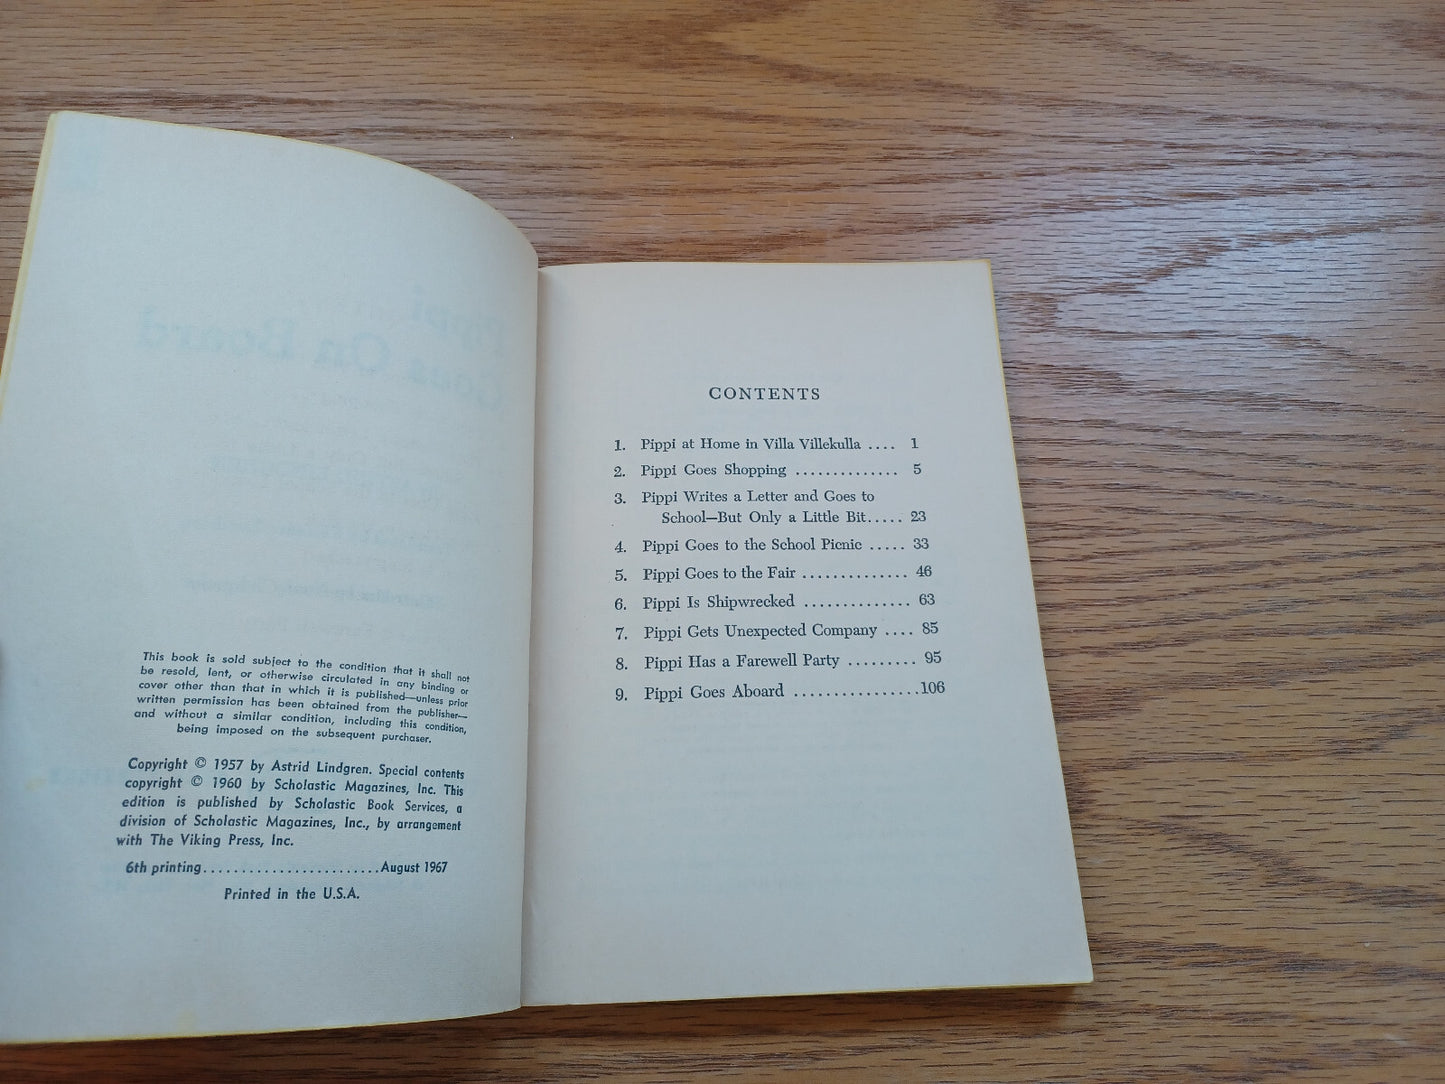 This book is sold subject to the condition that it shall not
be resold, lent, or otherwise circulated in any binding or
cover other than that in which it is published—unless prior
written permission has been obtained from the publisher—
and without a similar condition, including this condition,
being imposed on the subsequent purchaser.
Copyright © 1957 by Astrid Lindgren. Special contents
copyright © 1960 by Scholastic Magazines, Inc. This
edition is published by Scholastic Book Services, a
division of Scholastic Magazines, Inc., by arrangement
with The Viking Press, Inc.
6th printing........................August 1967
Printed in the U.S.A.
CONTENTS
1. Pippi at Home in Villa Villekulla .... 1
2. Pippi Goes Shopping .............. 5
3. Pippi Writes a Letter and Goes to
School—But Only a Little Bit..... 23
4. Pippi Goes to the School Picnic ..... 33
5. Pippi Goes to the Fair .............. 46
6. Pippi Is Shipwrecked .............. 63
7. Pippi Gets Unexpected Company .... 85
8. Pippi Has a Farewell Party ......... 95
9. Pippi Goes Aboard ................106